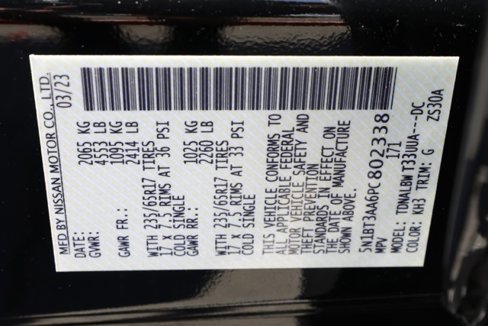 MFD BY NISSAN MOTOR CO., LTD.
DATE: 03/23
GVWR: 2065 KG
4553 LB
GAWR FR.: 1095 KG
2414 LB
WITH 235/65R17 TIRES
17 X 7.5 RIMS AT 36 PSI
COLD SINGLE
GAWR RR.: 1025 KG
2260 LB
WITH 235/65R17 TIRES
17 X 7.5 RIMS AT 33 PSI
COLD SINGLE
THIS VEHICLE CONFORMS TO
ALL APPLICABLE FEDERAL
MOTOR VEHICLE SAFETY AND
THEFT PREVENTION
STANDARDS IN EFFECT ON
THE DATE OF MANUFACTURE
SHOWN ABOVE.
5N1BT3AA6PC802338
MPV 171
MODEL: TDNALBWT33UUA---DC
COLOR: KH3 TRIM: G ZS30A